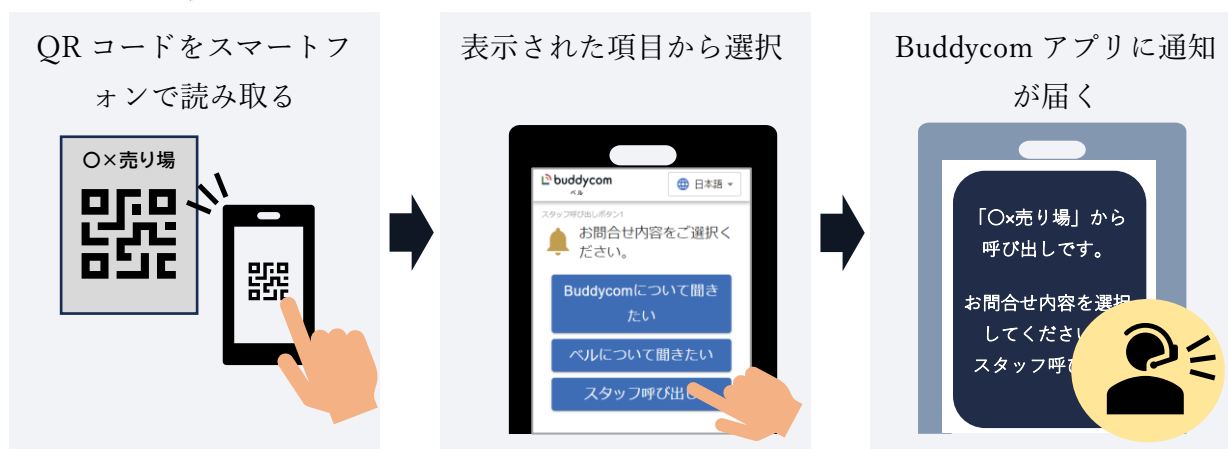 QR コードをスマートフ
ォンで読み取る
〇×売り場
表示された項目から選択
buddycom
ベル
日本語
スタッフ呼び出しボタン1
お問合せ内容をご選択く
ださい。
Buddycomについて聞き
たい
ベルについて聞きたい
スタッフ呼び出し
Buddycom アプリに通知
が届く
「〇×売り場」から
呼び出しです。
お問合せ内容を選択
してください
スタッフ呼び